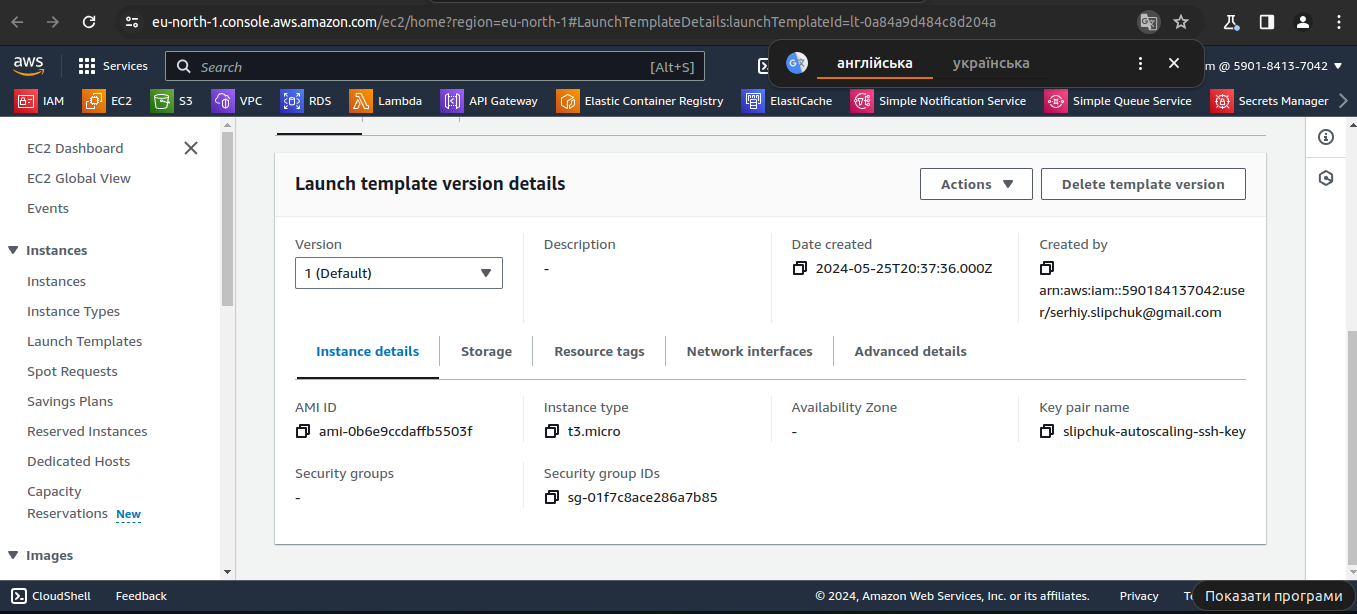 eu-north-1.console.aws.amazon.com/ec2/home?region=eu-north-1#LaunchTemplateDetails:launchTemplateId=lt-0a84a9d484c8d204a
aws Services Search [Alt+S] англійська українська m @ 5901-8413-7042
IAM EC2 S3 VPC RDS Lambda API Gateway Elastic Container Registry ElastiCache Simple Notification Service Simple Queue Service Secrets Manager
EC2 Dashboard
EC2 Global View
Events
Instances
Instances
Instance Types
Launch Templates
Spot Requests
Savings Plans
Reserved Instances
Dedicated Hosts
Capacity
Reservations New
Images
Launch template version details
Actions
Delete template version
Version Description Date created Created by
1 (Default) - 2024-05-25T20:37:36.000Z
arn:aws:iam::590184137042:use
r/serhiy.slipchuk@gmail.com
Instance details Storage Resource tags Network interfaces Advanced details
AMI ID Instance type Availability Zone Key pair name
ami-0b6e9ccdaffb5503f t3.micro - slipchuk-autoscaling-ssh-key
Security groups Security group IDs
- sg-01f7c8ace286a7b85
CloudShell Feedback © 2024, Amazon Web Services, Inc. or its affiliates. Privacy Показати програми